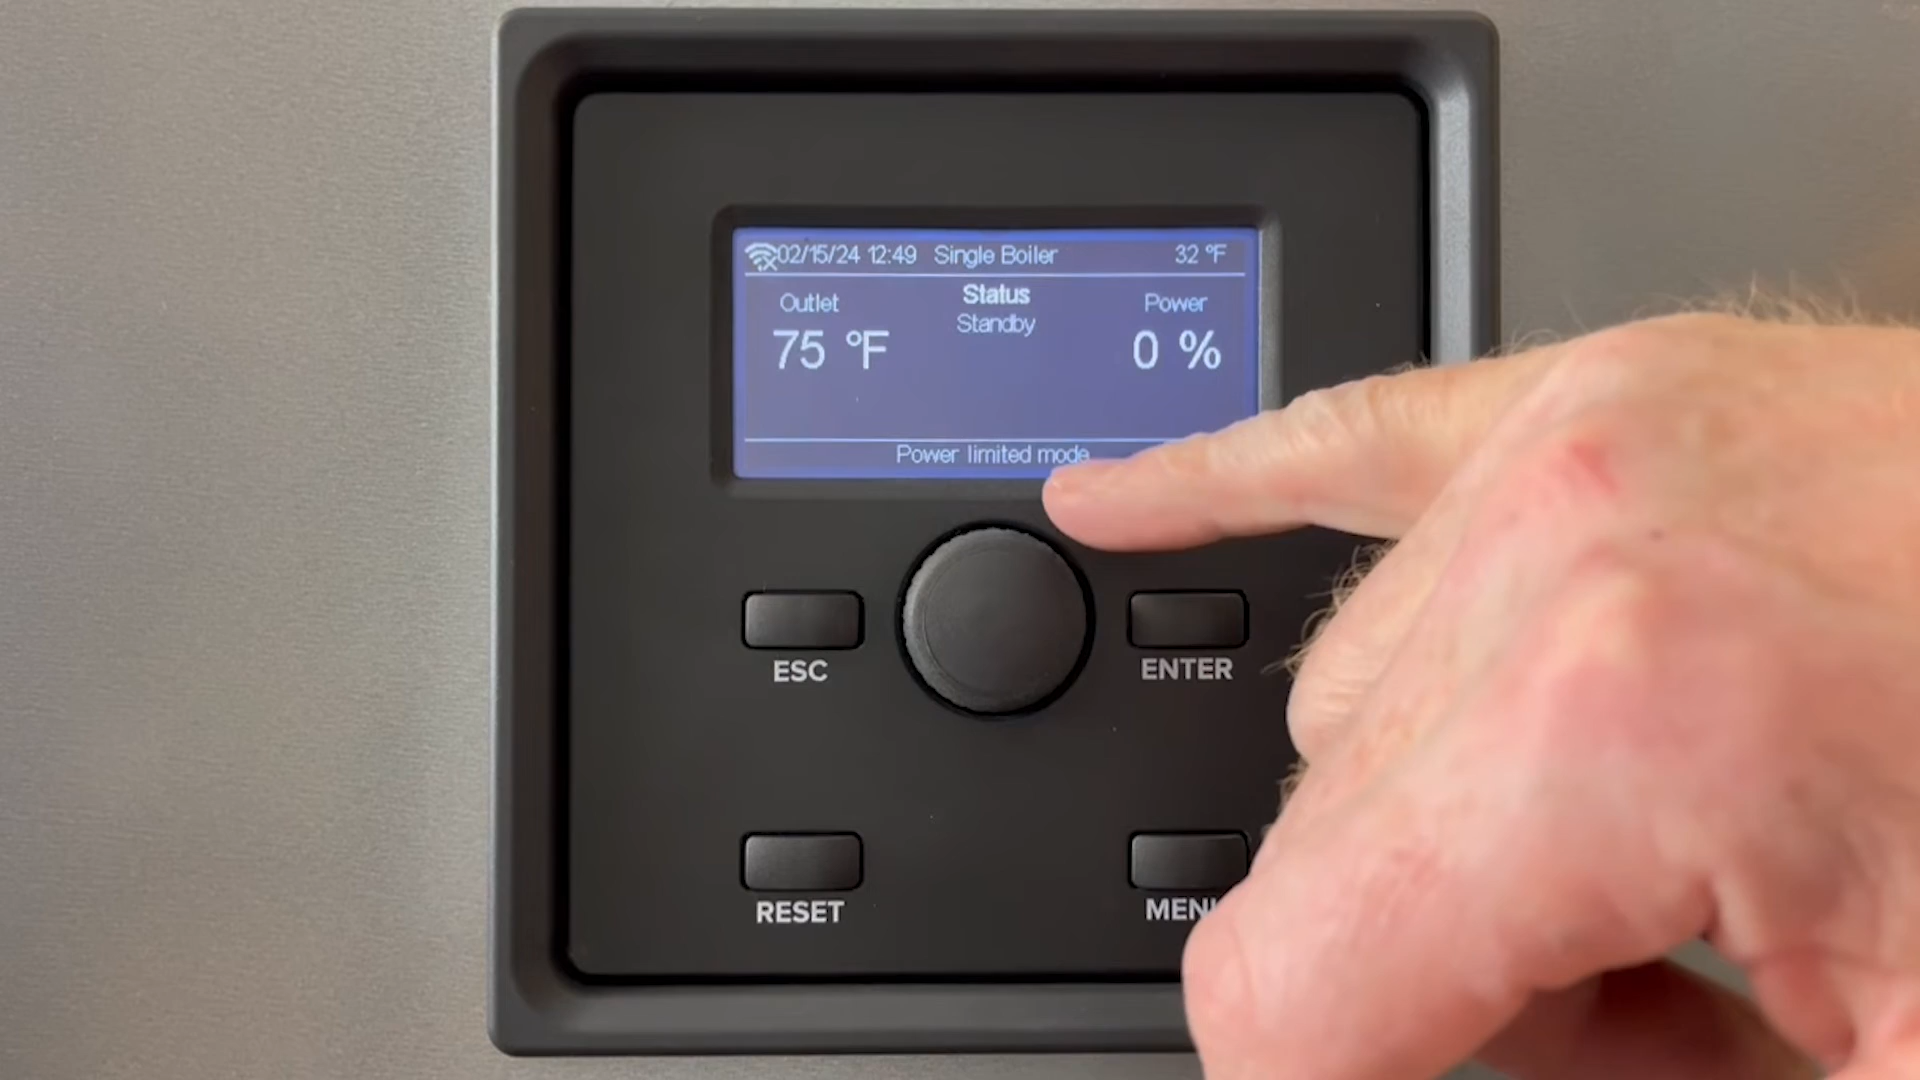 02/15/24 12:49 Single Boiler 32 °F
Outlet Status Power
Standby
75 °F 0 %
Power limited mode
ESC ENTER
RESET